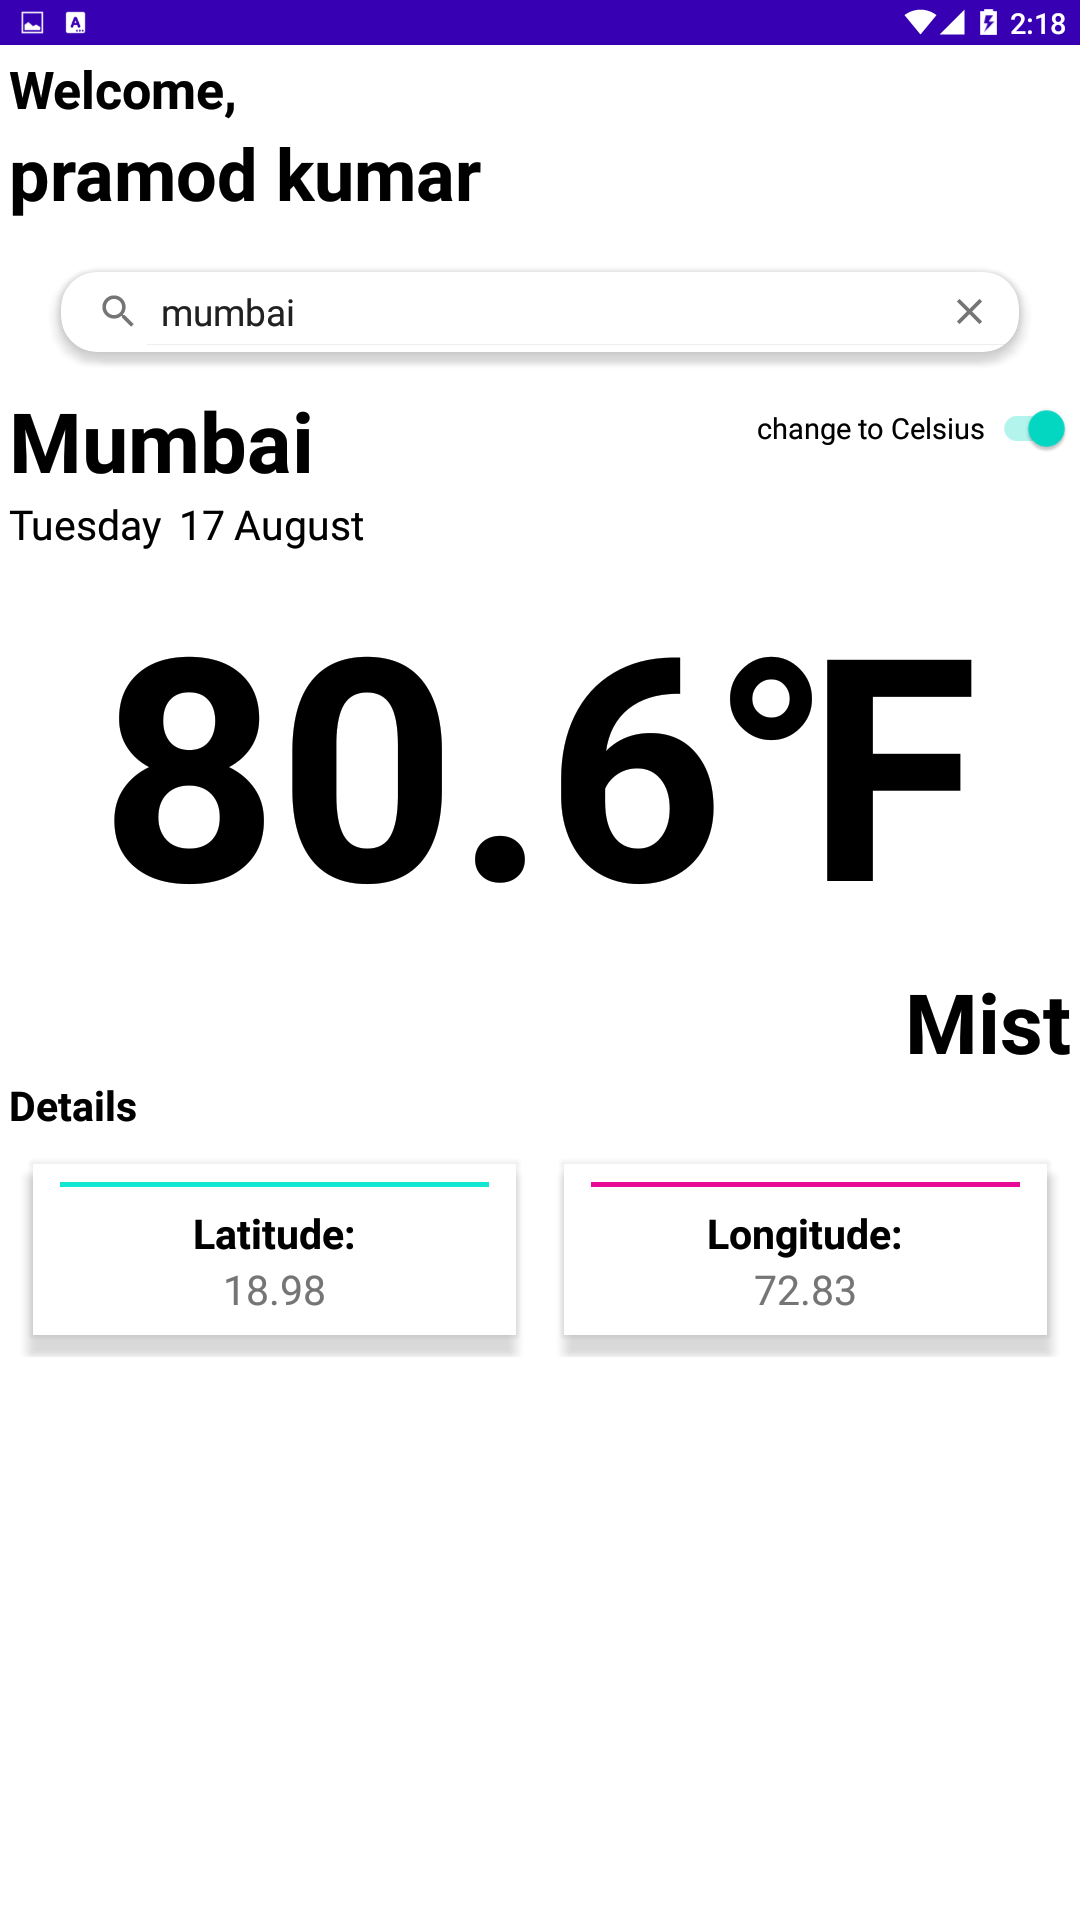 2:18
Welcome,
pramod kumar
mumbai
Mumbai
change to Celsius
Tuesday 17 August
80.6°F
Mist
Details
Latitude:
18.98
Longitude:
72.83